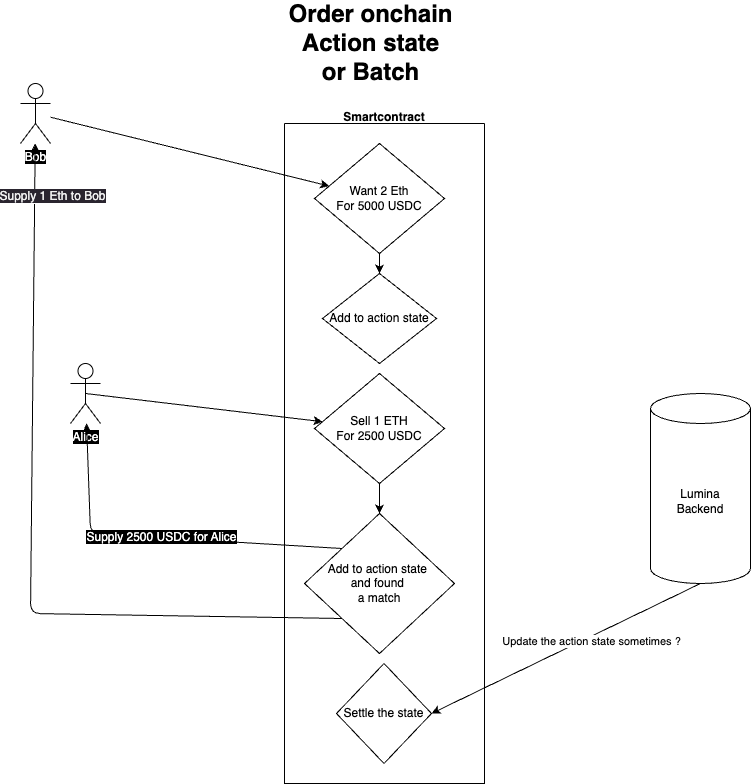 Order onchain
Action state
or Batch
Smartcontract
Bob
Want 2 Eth
For 5000 USDC
Supply 1 Eth to Bob
Add to action state
Alice
Sell 1 ETH
For 2500 USDC
Lumina
Backend
Supply 2500 USDC for Alice
Add to action state
and found
a match
Update the action state sometimes ?
Settle the state